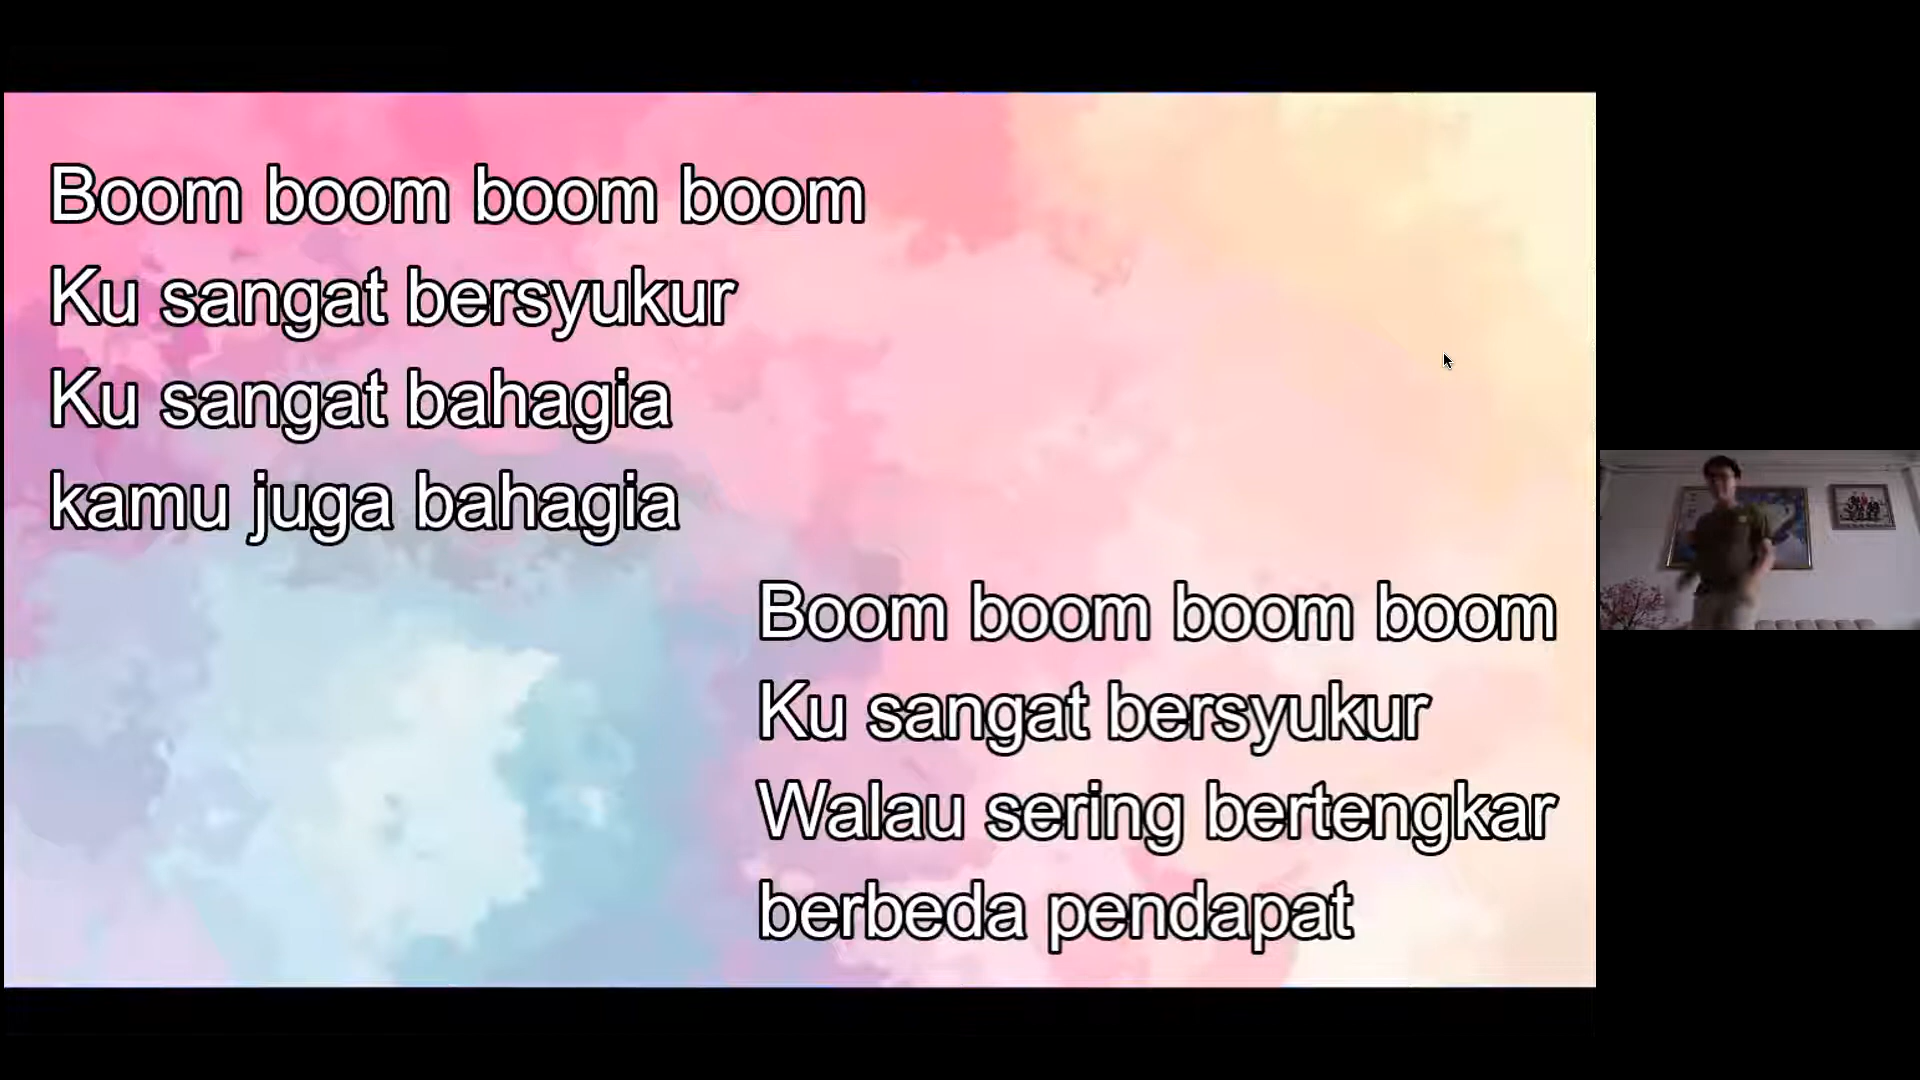 Boom boom boom boom
Ku sangat bersyukur
Ku sangat bahagia
kamu juga bahagia
Boom boom boom boom
Ku sangat bersyukur
Walau sering bertengkar
berbeda pendapat